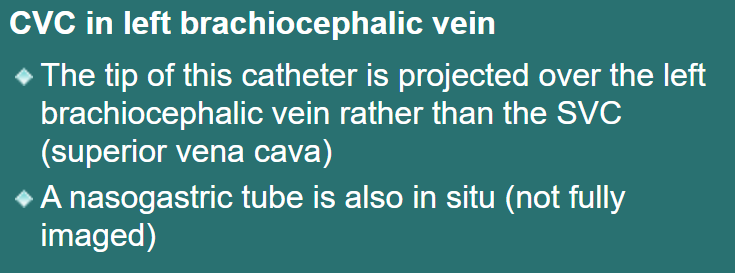 CVC in left brachiocephalic vein
The tip of this catheter is projected over the left
brachiocephalic vein rather than the SVC
(superior vena cava)
A nasogastric tube is also in situ (not fully
imaged)